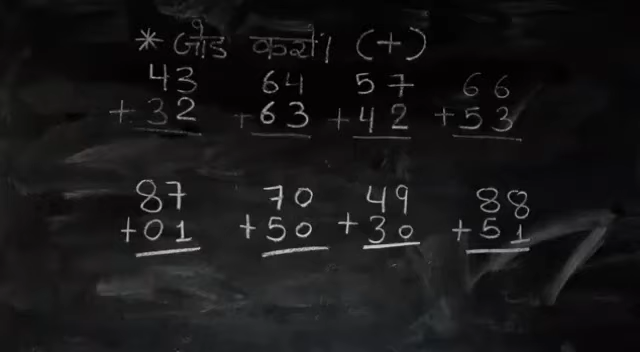 * जोड करो। (+)
43 64 57 66
+32 +63 +42 +53
87 70 49 88
+01 +50 +30 +51